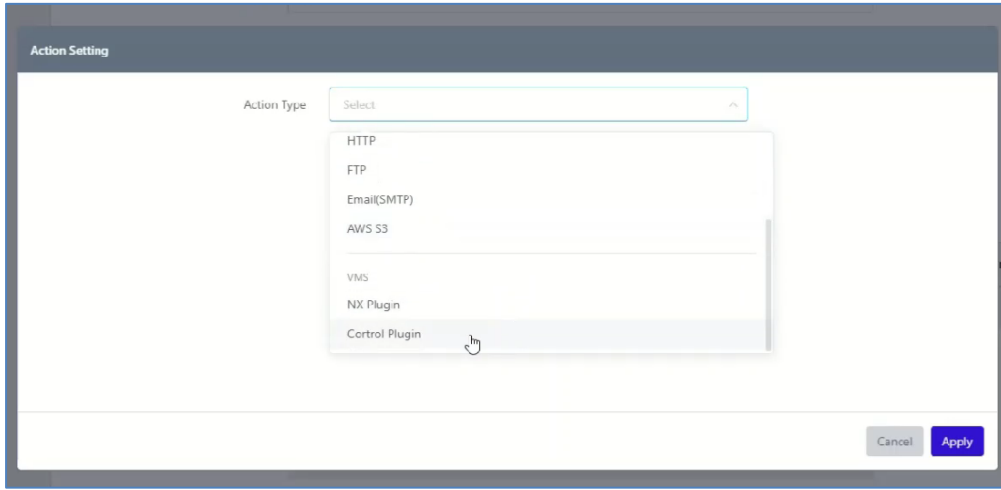 Action Setting
Action Type
Select
HTTP
FTP
Email(SMTP)
AWS S3
VMS
NX Plugin
Cortrol Plugin
Cancel
Apply